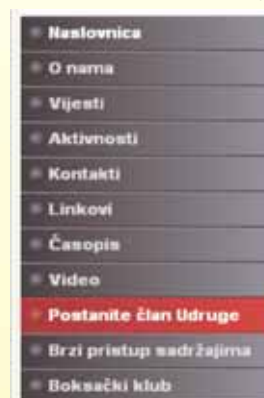 Naslovnica
O nama
Vijesti
Aktivnosti
Kontakti
Linkovi
Časopis
Video
Postanite član Udruge
Brzi pristup sadržajima
Boksački klub